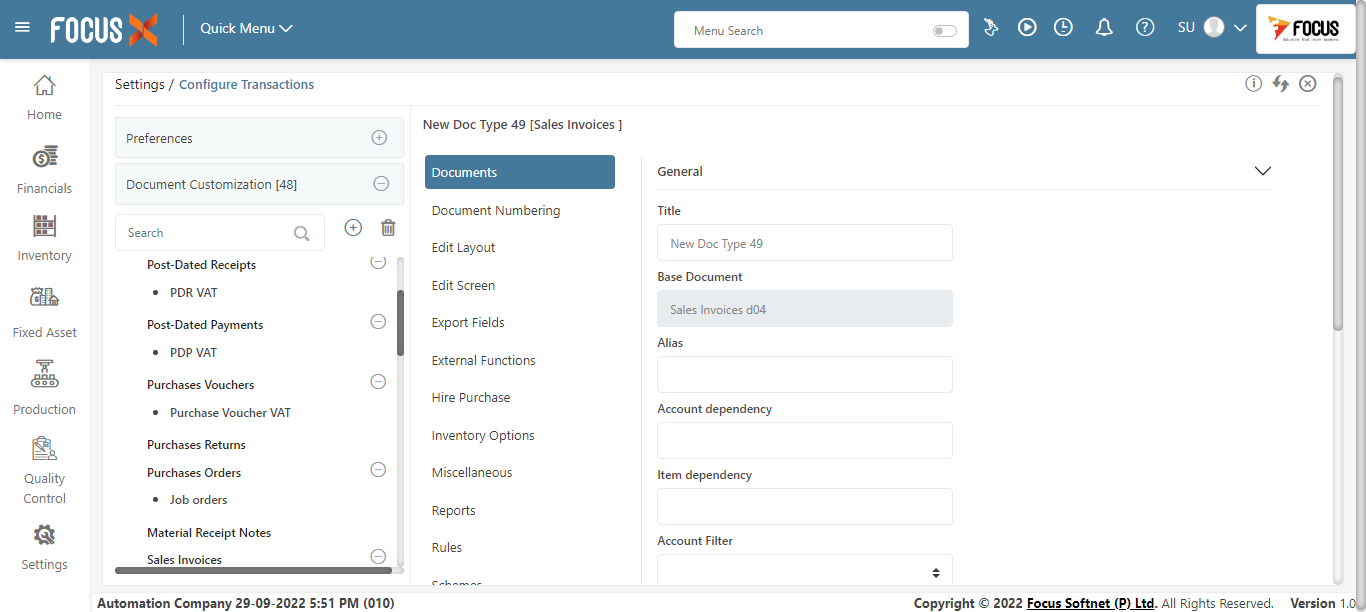 FOCUS X
Quick Menu
Menu Search
SU
FOCUS
Home
Financials
Inventory
Fixed Asset
Production
Quality
Control
Settings
Settings / Configure Transactions
Preferences
Document Customization [48]
Search
Post-Dated Receipts
PDR VAT
Post-Dated Payments
PDP VAT
Purchases Vouchers
Purchase Voucher VAT
Purchases Returns
Purchases Orders
Job orders
Material Receipt Notes
Sales Invoices
New Doc Type 49 [Sales Invoices ]
Documents
Document Numbering
Edit Layout
Edit Screen
Export Fields
External Functions
Hire Purchase
Inventory Options
Miscellaneous
Reports
Rules
Schemes
General
Title
New Doc Type 49
Base Document
Sales Invoices d04
Alias
Account dependency
Item dependency
Account Filter
Automation Company 29-09-2022 5:51 PM (010)
Copyright © 2022 Focus Softnet (P) Ltd. All Rights Reserved. Version 1.0